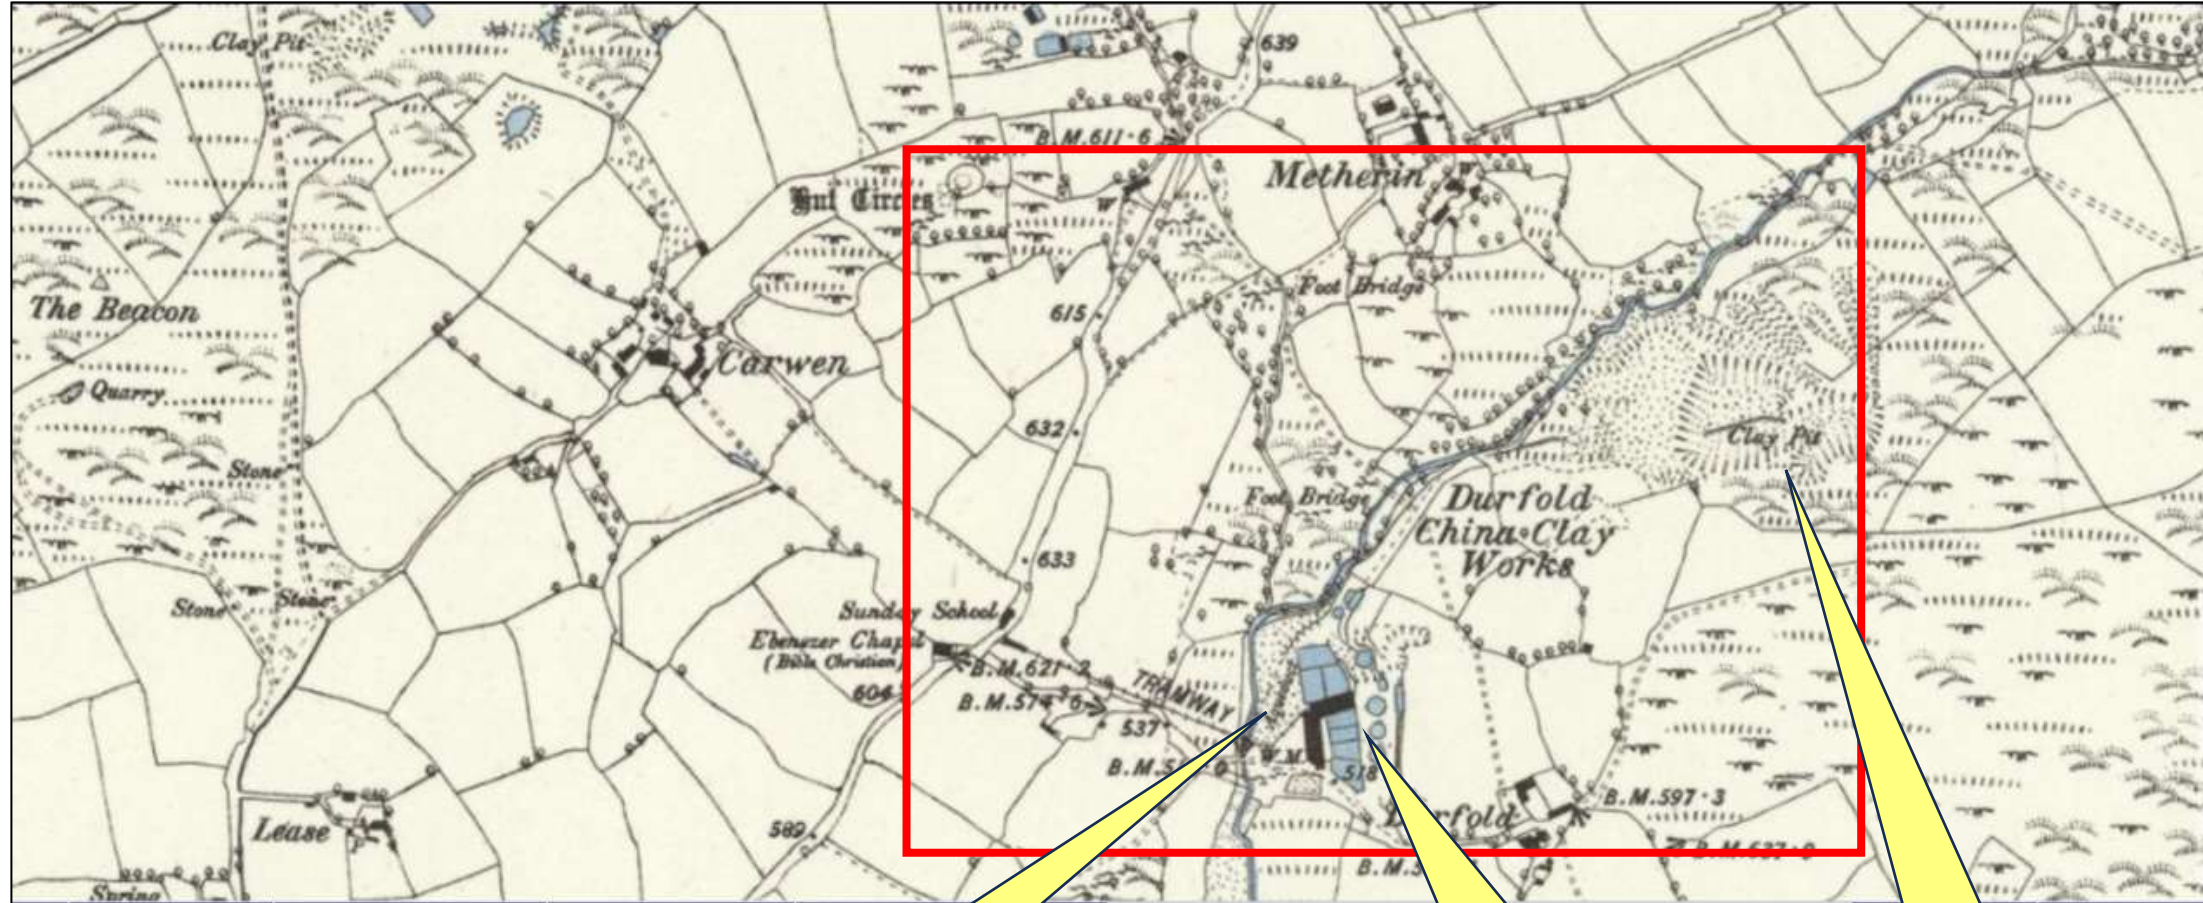 Clay Pit
639
B.M.611·6
Metherin
Hut Circles
The Beacon
Foot Bridge
615
Carwen
Quarry
632
Clay Pit
Stone
Foot Bridge
Durfold
China Clay
Works
633
Stone
Stone
Sunday School
Ebenezer Chapel
(Bible Christian)
B.M.621·2
604
TRAMWAY
B.M.574·6
537
W.M.
518
B.M.597·3
Lease
589
Durfold
Spring